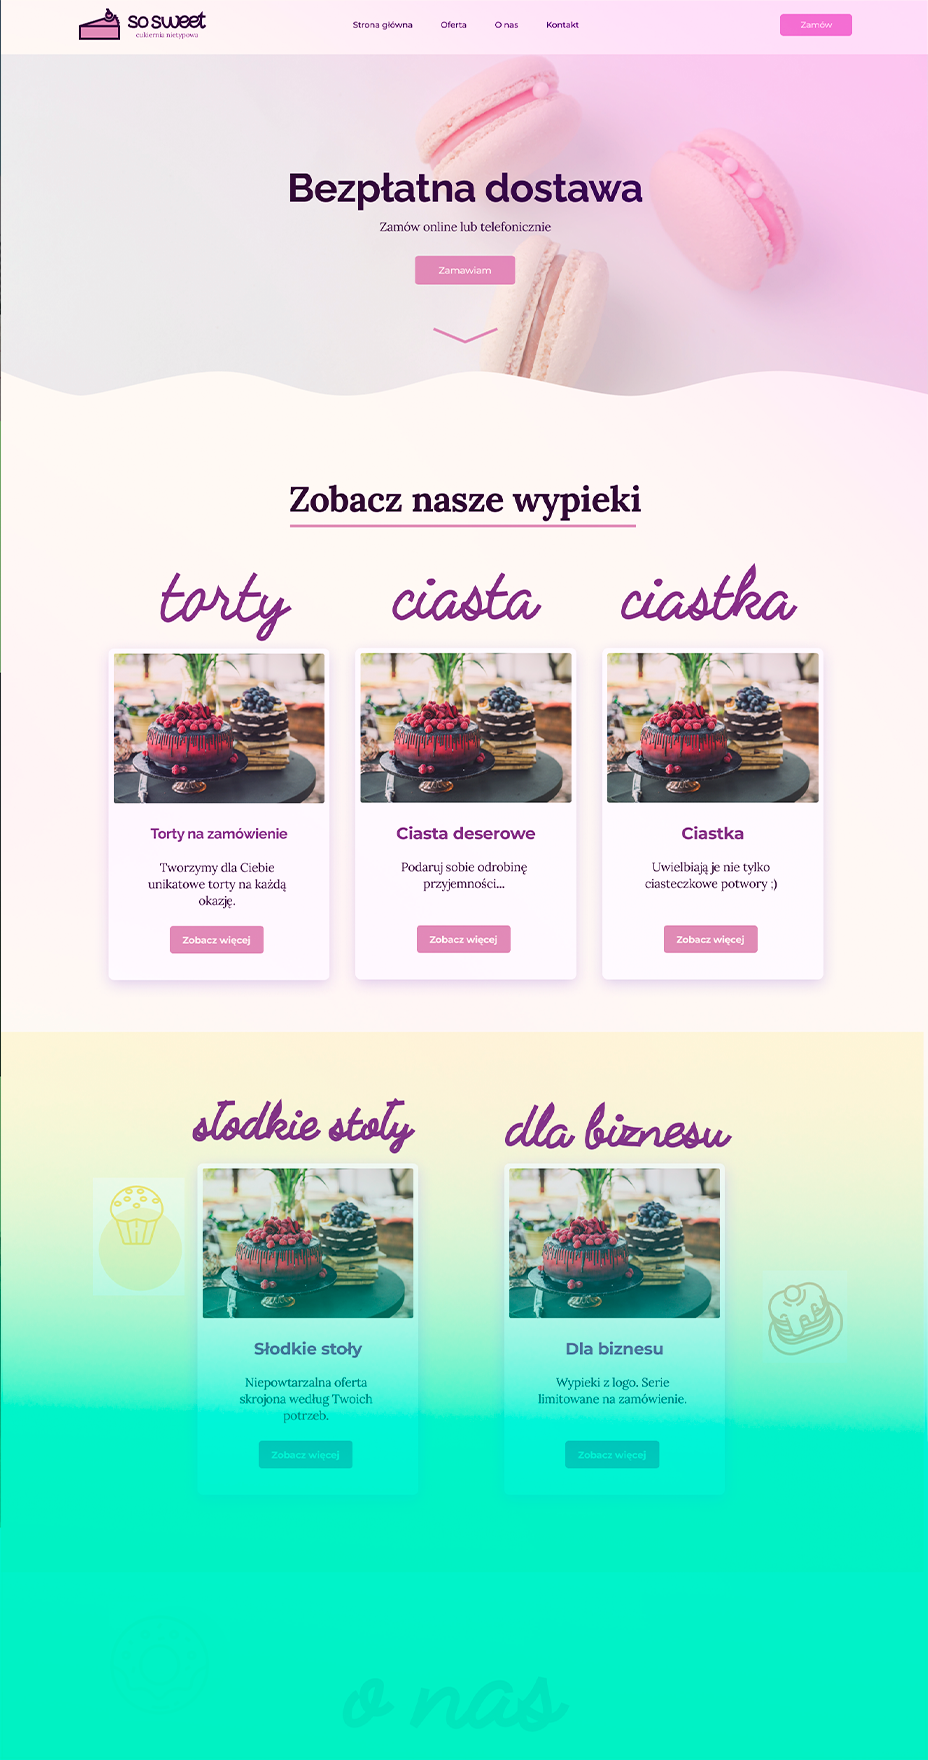 so sweet
cukiernia nietypowa
Strona główna
Oferta
O nas
Kontakt
Zamów
Bezpłatna dostawa
Zamów online lub telefonicznie
Zamawiam
Zobacz nasze wypieki
torty
ciasta
ciastka
Torty na zamówienie
Tworzymy dla Ciebie
unikatowe torty na każdą
okazję.
Zobacz więcej
Ciasta deserowe
Podaruj sobie odrobinę
przyjemności...
Zobacz więcej
Ciastka
Uwielbiają je nie tylko
ciasteczkowe potwory ;)
Zobacz więcej
słodkie stoły
dla biznesu
Słodkie stoły
Niepowtarzalna oferta
skrojona według Twoich
potrzeb.
Zobacz więcej
Dla biznesu
Wypieki z logo. Serie
limitowane na zamówienie.
Zobacz więcej
o nas